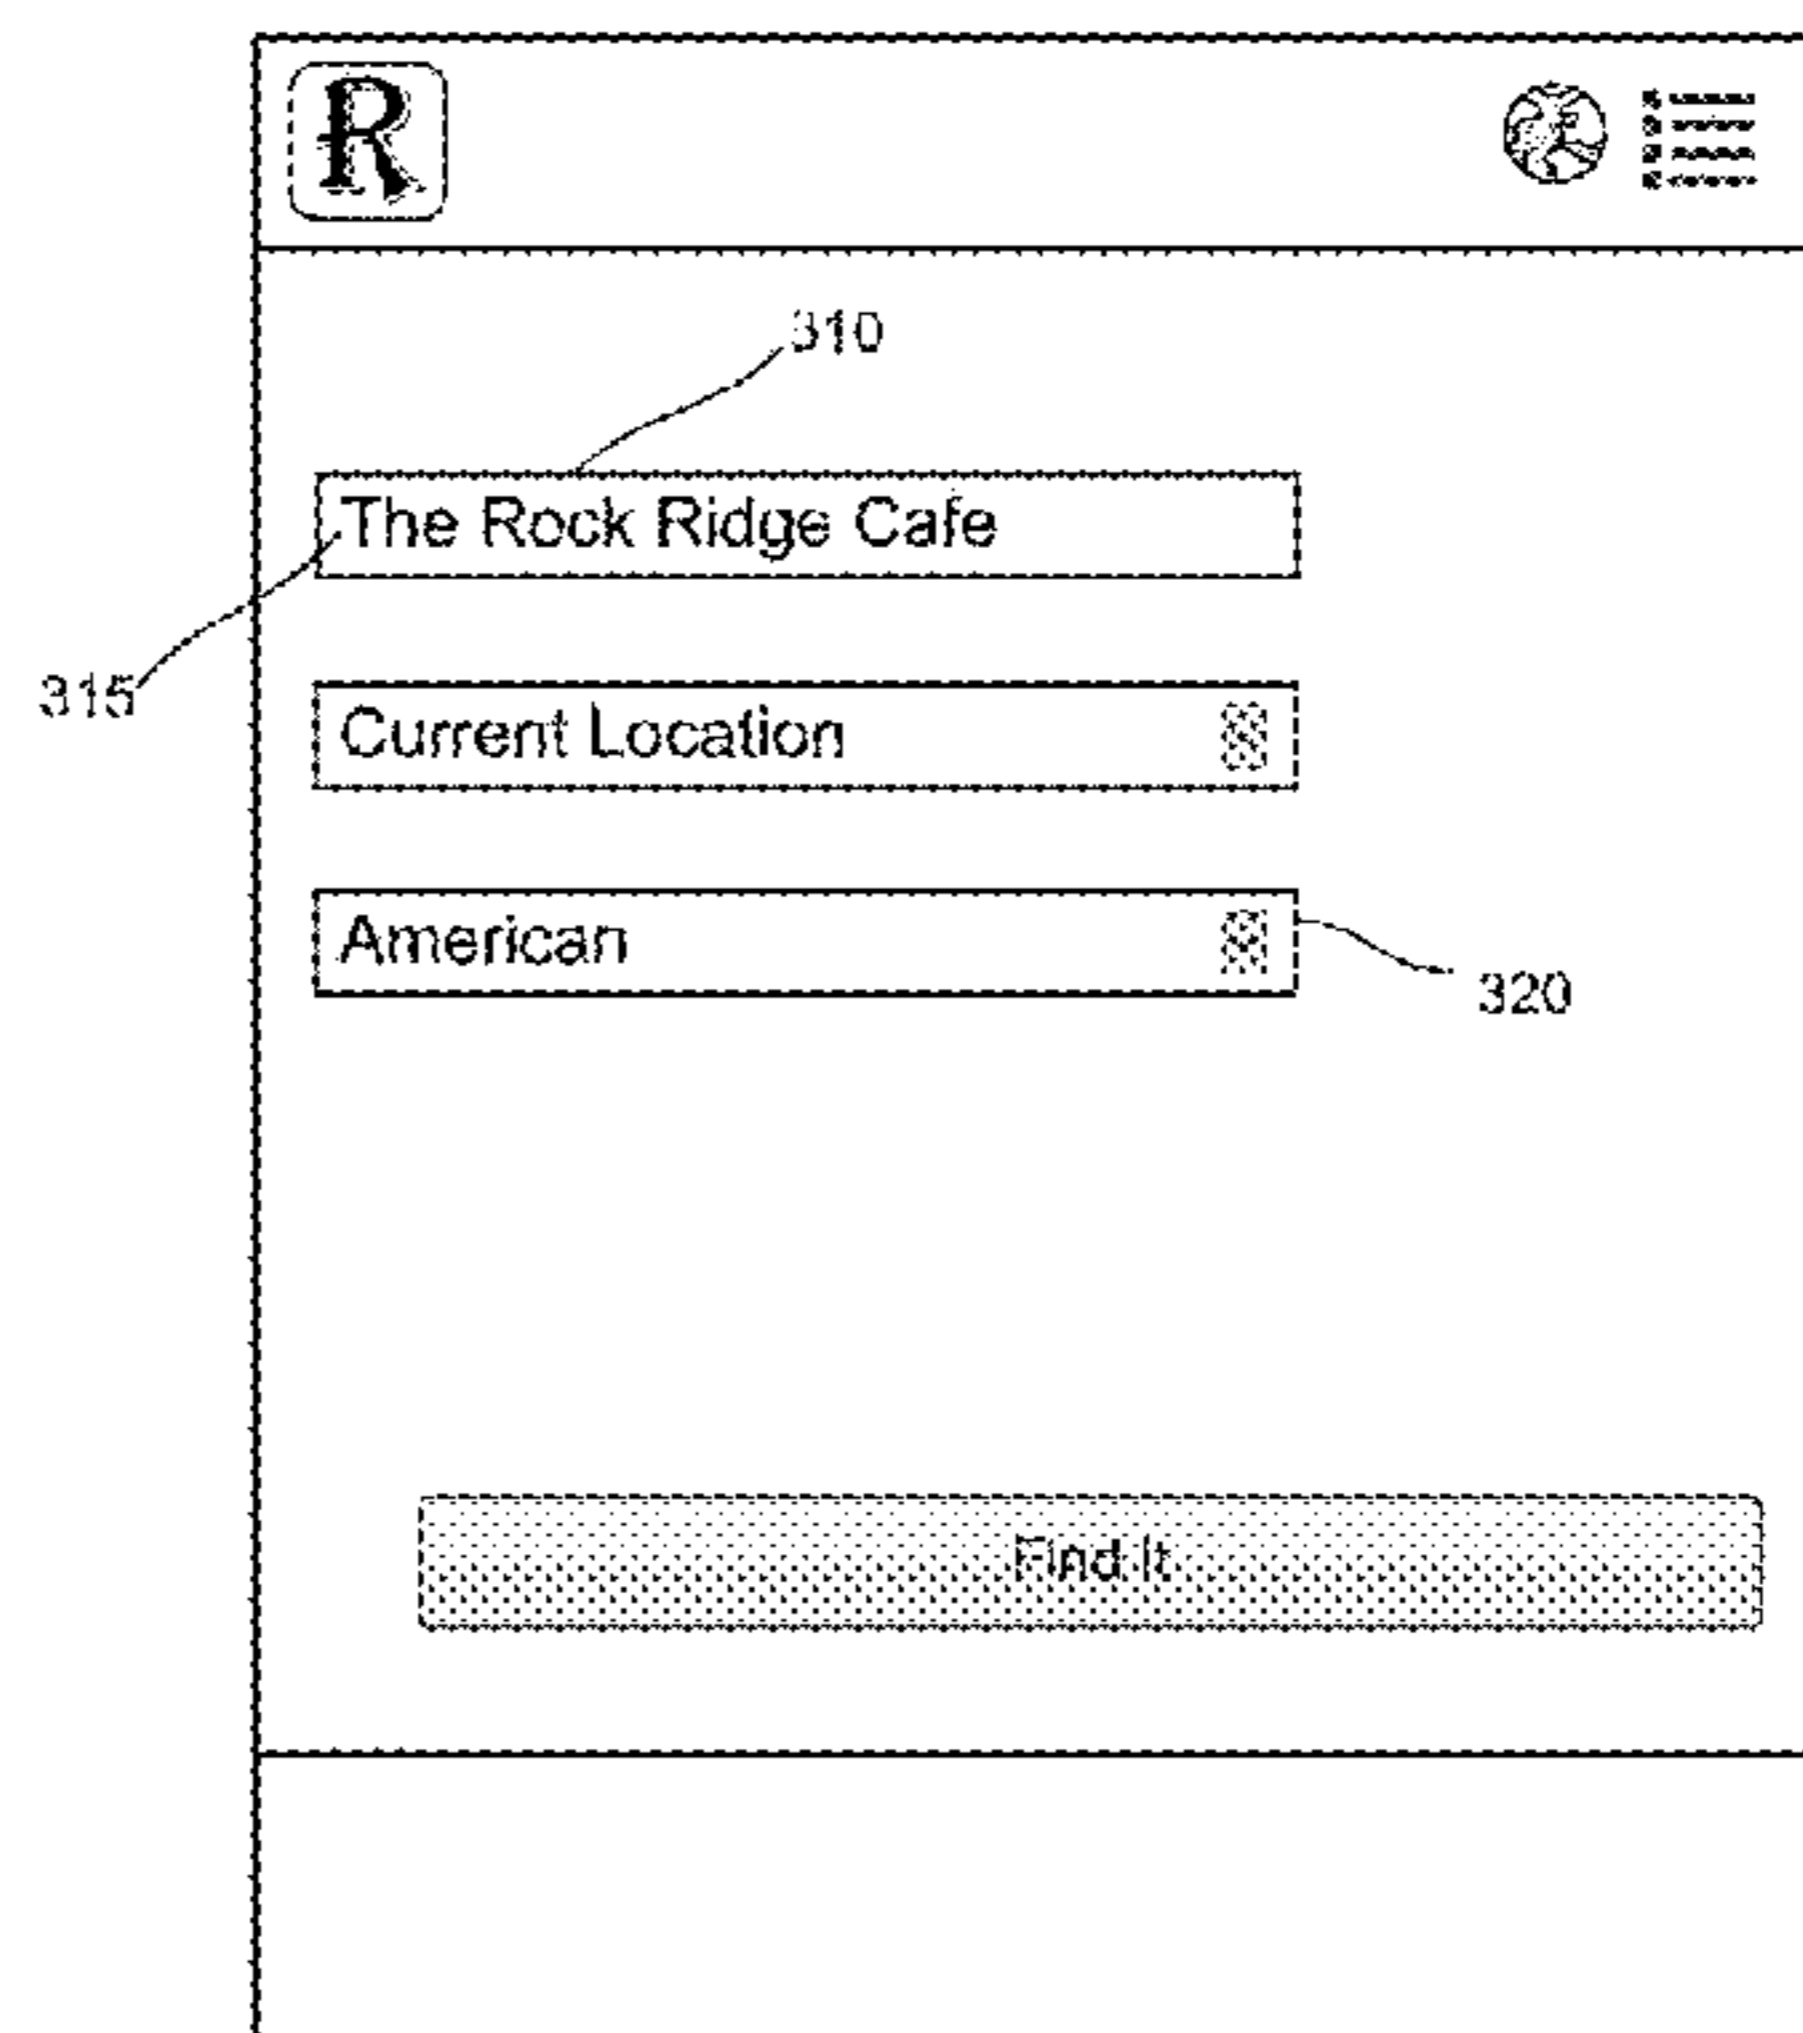 R
310
The Rock Ridge Cafe
315
Current Location
American
320
Find It